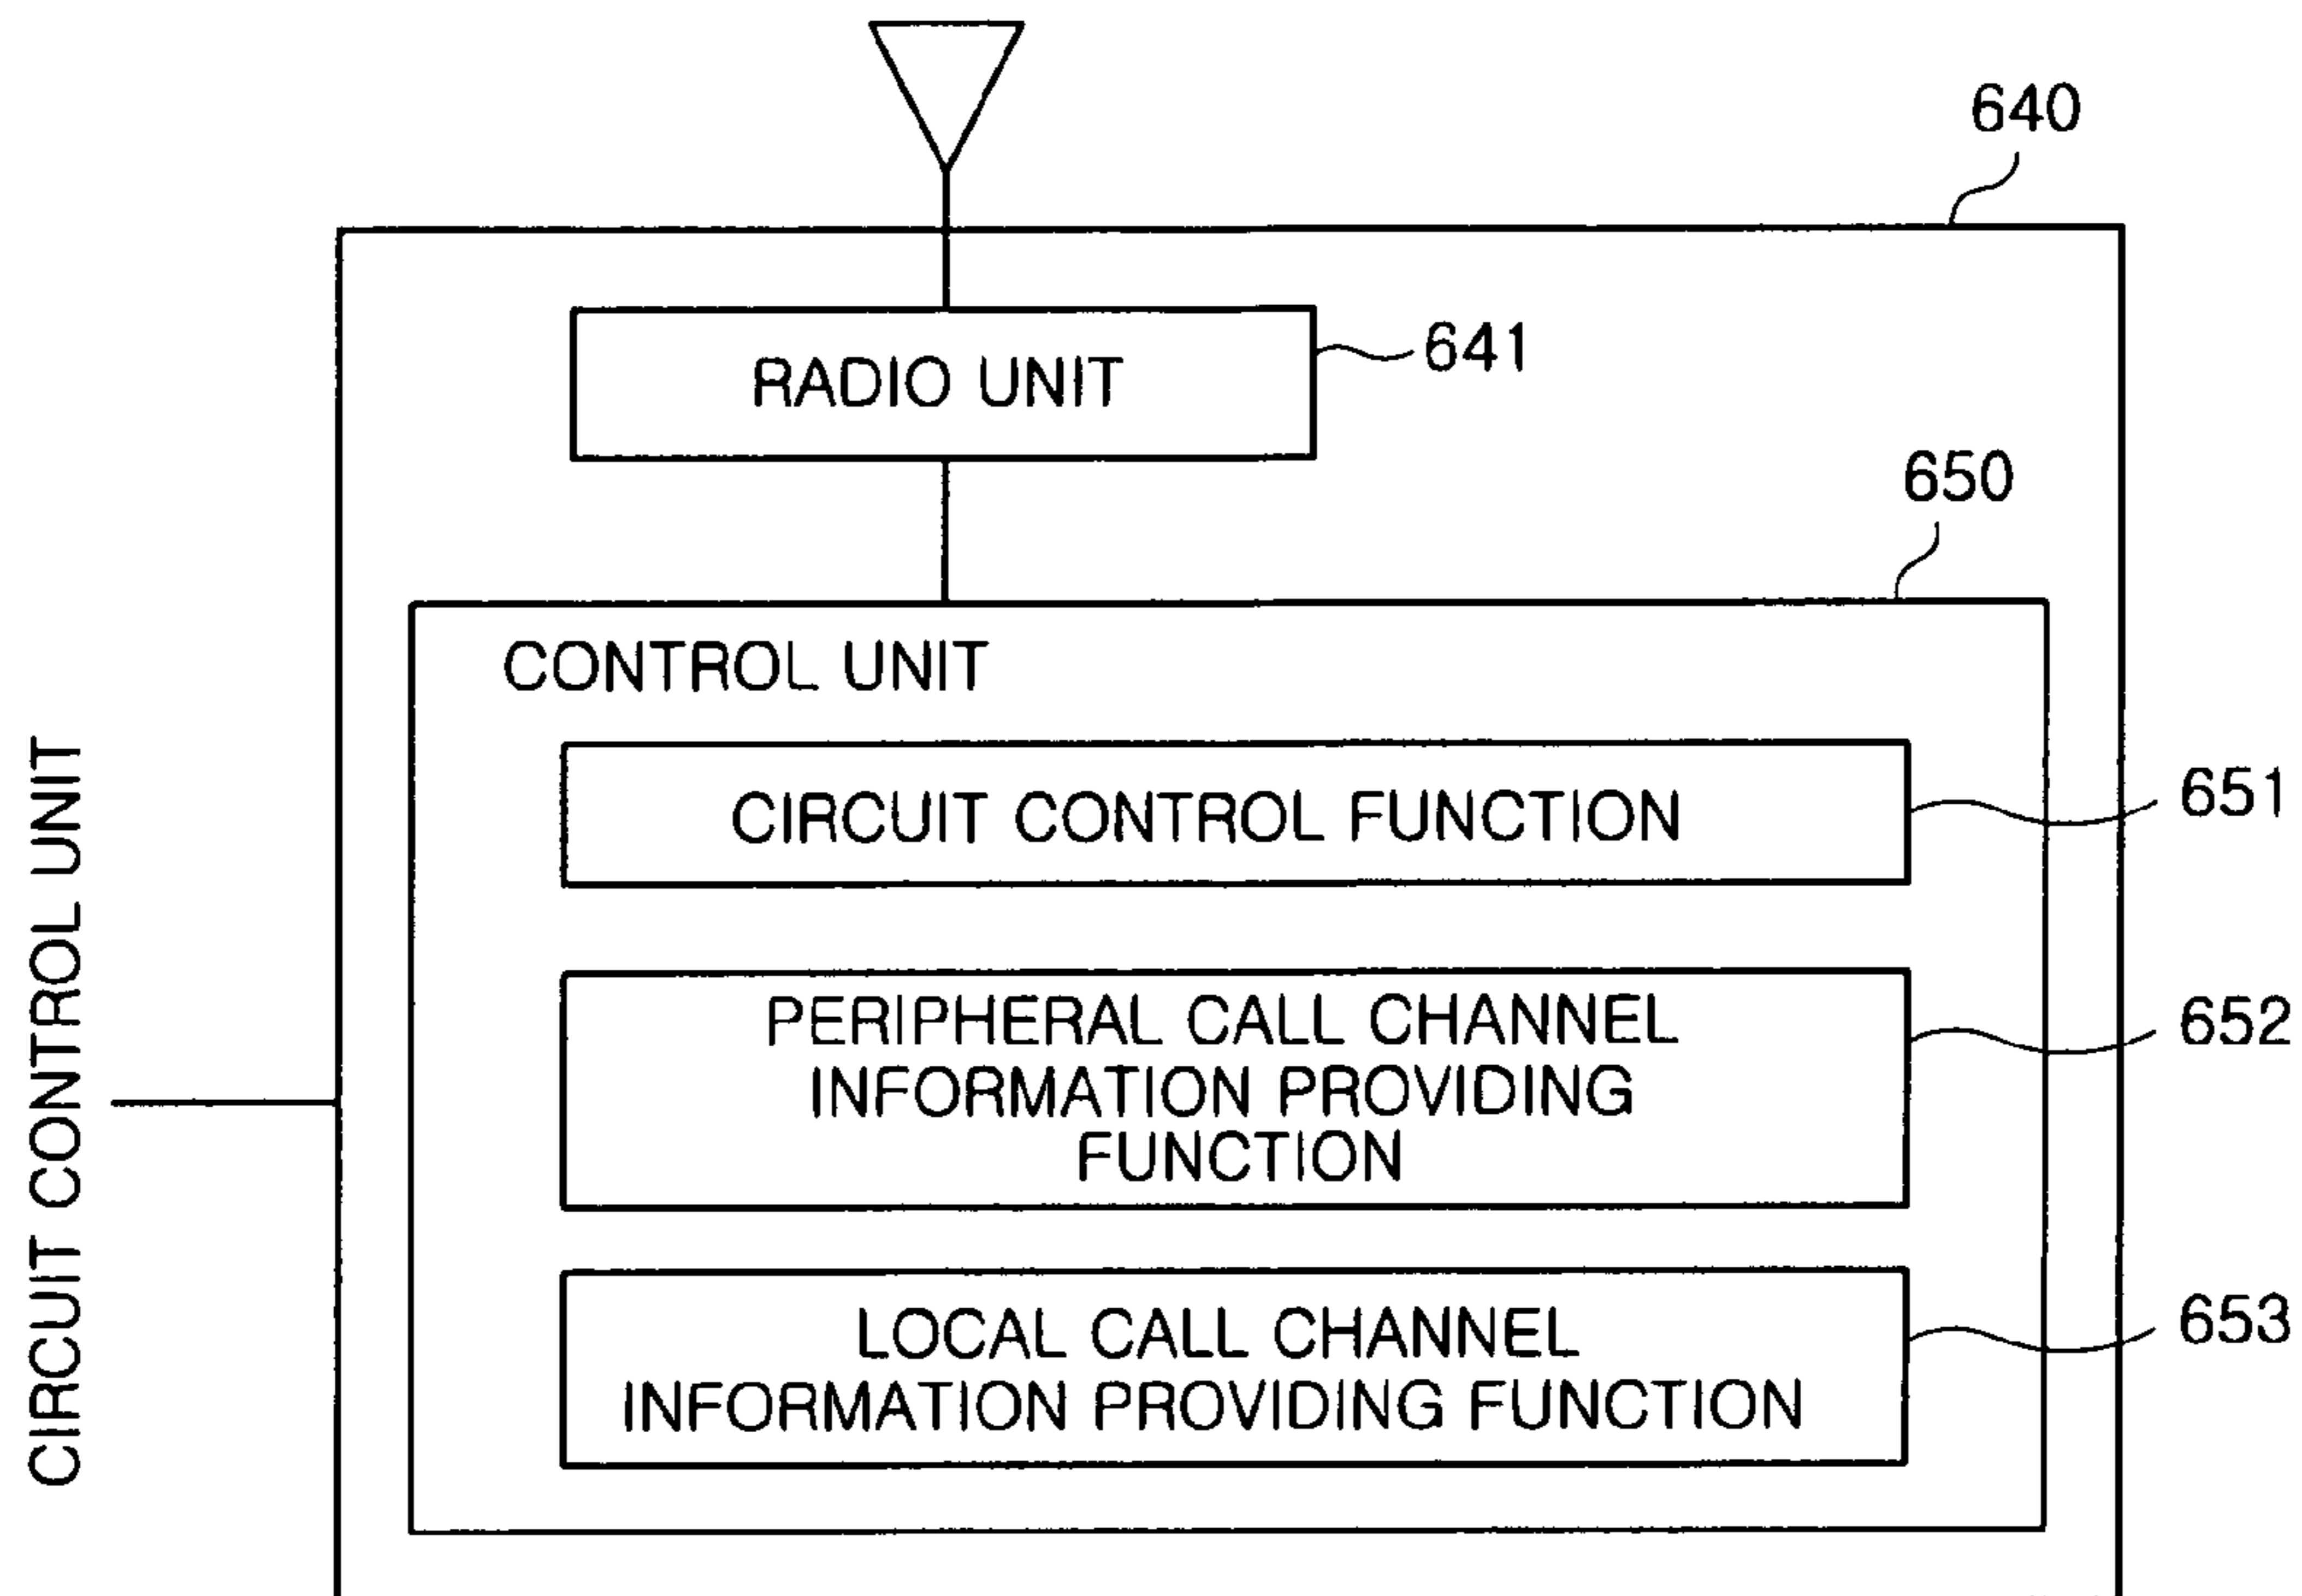 640
RADIO UNIT
641
650
CONTROL UNIT
CIRCUIT CONTROL FUNCTION
651
PERIPHERAL CALL CHANNEL
INFORMATION PROVIDING
FUNCTION
652
LOCAL CALL CHANNEL
INFORMATION PROVIDING FUNCTION
653
CIRCUIT CONTROL UNIT